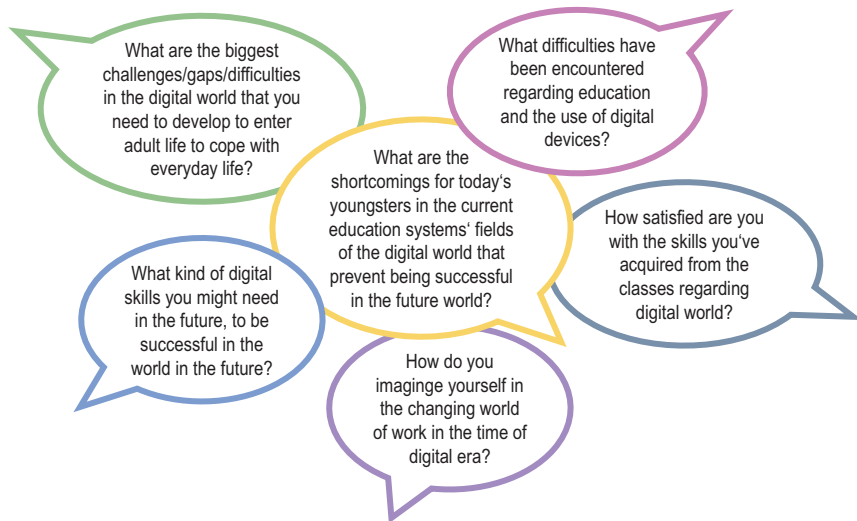 What are the biggest
challenges/gaps/difficulties
in the digital world that you
need to develop to enter
adult life to cope with
everyday life?
What difficulties have
been encountered
regarding education
and the use of digital
devices?
What are the
shortcomings for today‘s
youngsters in the current
education systems‘ fields
of the digital world that
prevent being successful
in the future world?
How satisfied are you
with the skills you‘ve
acquired from the
classes regarding
digital world?
What kind of digital
skills you might need
in the future, to be
successful in the
world in the future?
How do you
imaginge yourself in
the changing world
of work in the time of
digital era?